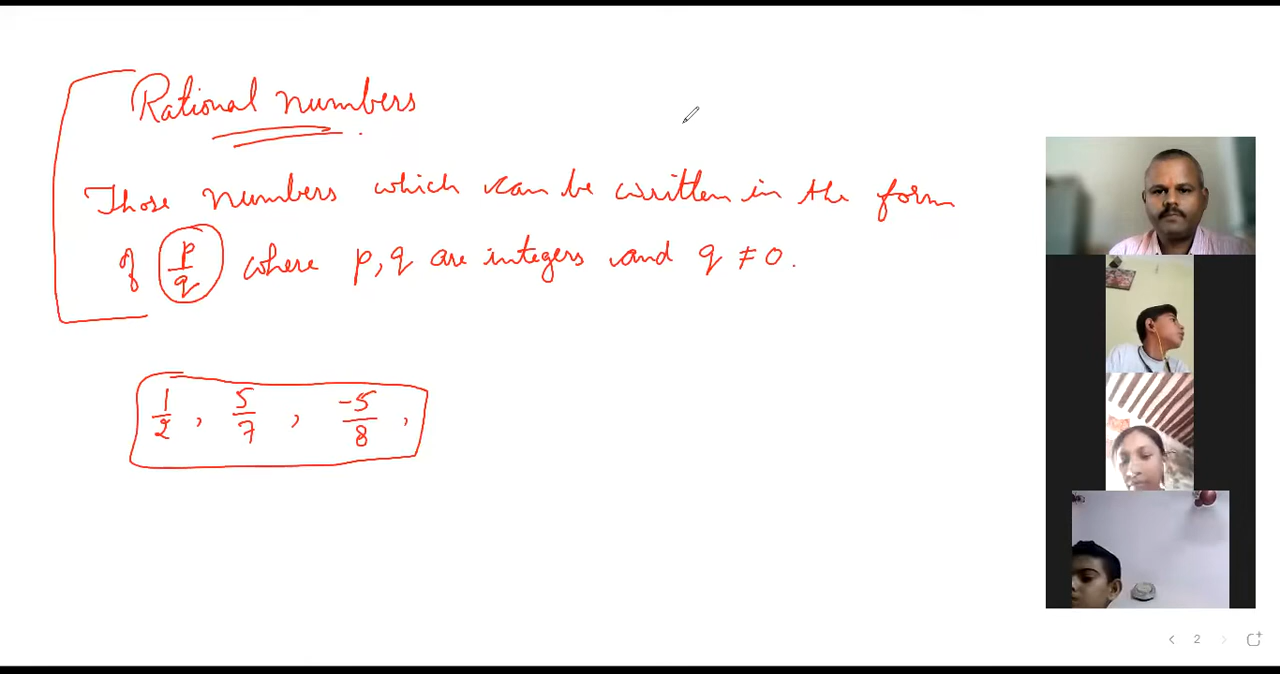 Rational numbers
Those numbers which can be written in the form
of p/q where p, q are integers and q ≠ 0.
1/2, 5/7, -5/8,
2